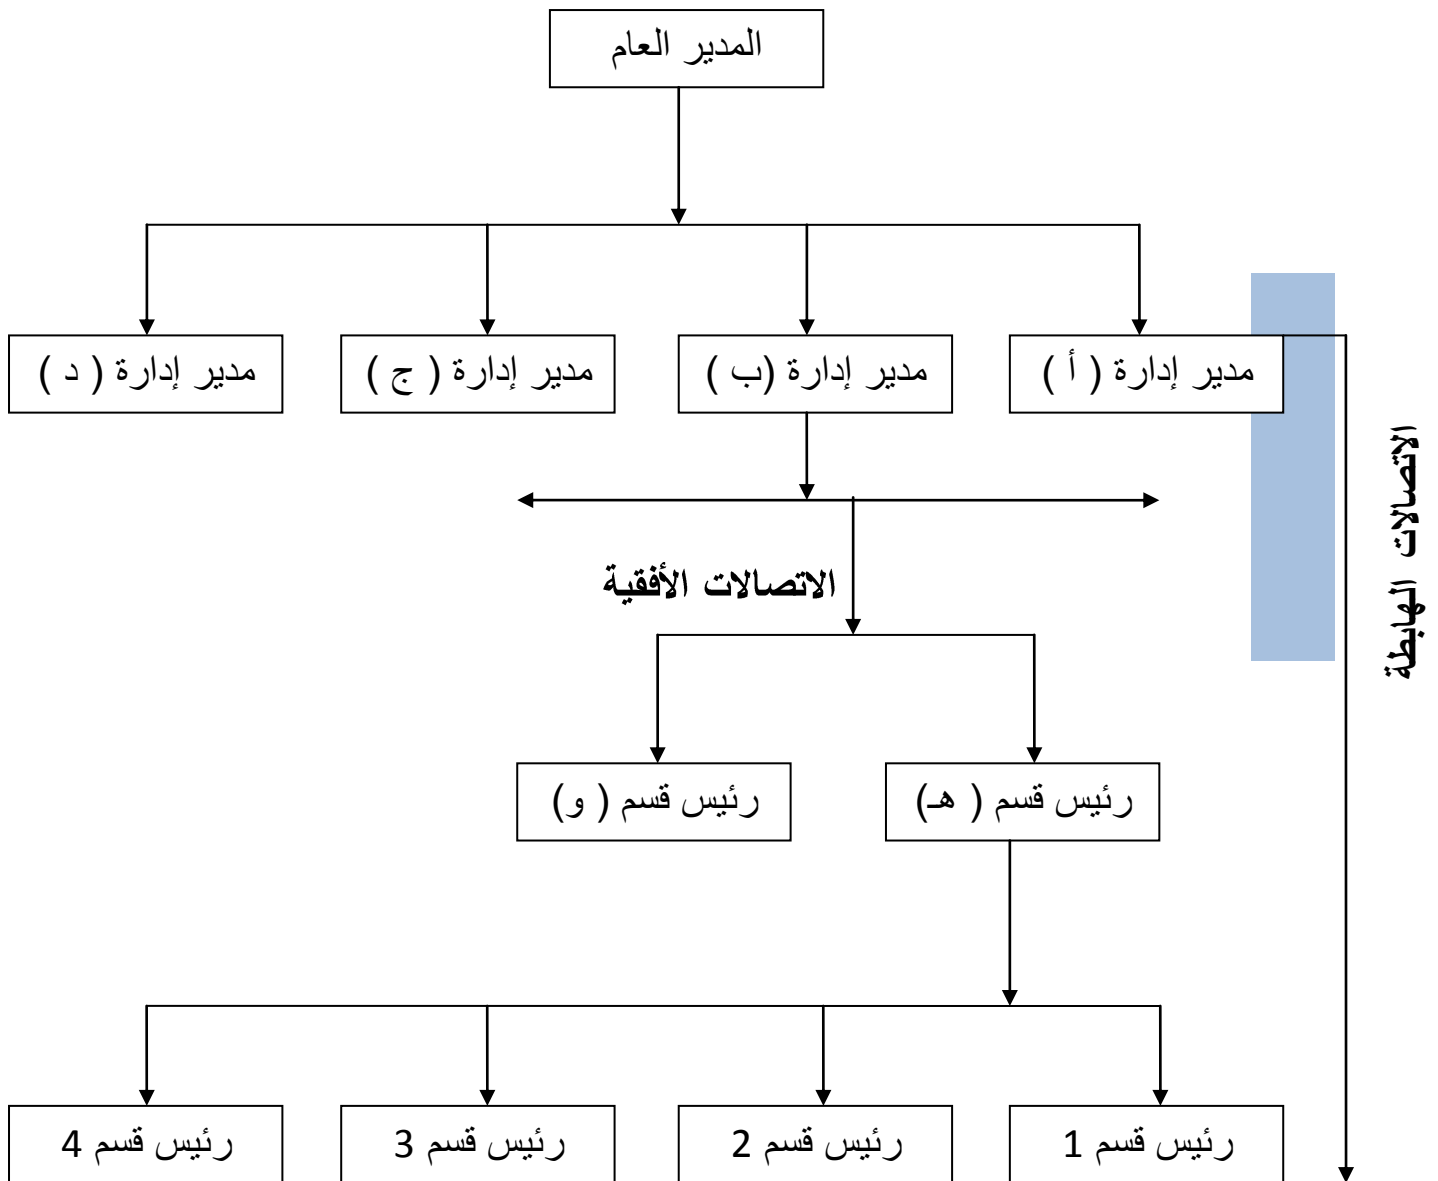 المدير العام
مدير إدارة ( أ )
مدير إدارة (ب )
مدير إدارة ( ج )
مدير إدارة ( د )
الاتصالات الهابطة
الاتصالات الأفقية
رئيس قسم ( هـ)
رئيس قسم ( و)
رئيس قسم 1
رئيس قسم 2
رئيس قسم 3
رئيس قسم 4